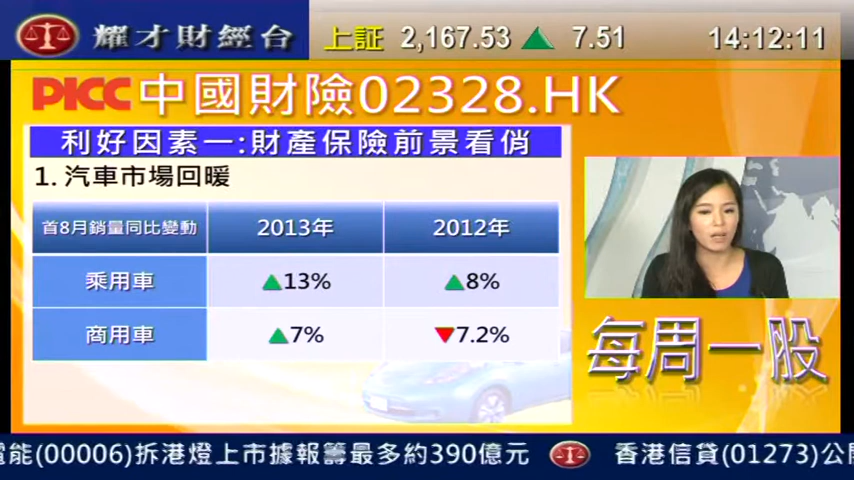 耀才財經台
上証 2,167.53 ▲ 7.51
14:12:11
PICC 中國財險02328.HK
利好因素一:財產保險前景看俏
1. 汽車市場回暖
首8月銷量同比變動 2013年 2012年
乘用車 ▲13% ▲8%
商用車 ▲7% ▼7.2%
每周一股
電能(00006)拆港燈上市據報籌最多約390億元 香港信貸(01273)公開